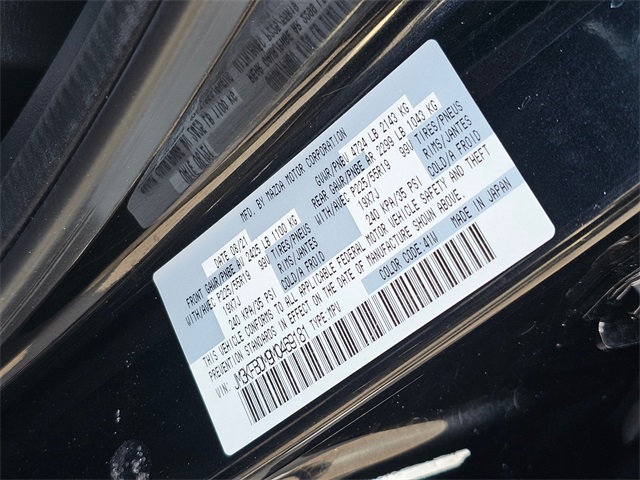 MFD. BY MAZDA MOTOR CORPORATION
DATE 09/21 GVWR/PNBV 4724 LB 2143 KG
FRONT GAWR/PNBE AV 2425 LB 1100 KG REAR GAWR/PNBE AR 2299 LB 1043 KG
WITH/AVEC P225/55R19 99V TIRES/PNEUS WITH/AVEC P225/55R19 99V TIRES/PNEUS
19X7J RIMS/JANTES 19X7J RIMS/JANTES
240 KPA/35 PSI COLD/A FROID 240 KPA/35 PSI COLD/A FROID
THIS VEHICLE CONFORMS TO ALL APPLICABLE FEDERAL MOTOR VEHICLE SAFETY AND THEFT
PREVENTION STANDARDS IN EFFECT ON THE DATE OF MANUFACTURE SHOWN ABOVE.
VIN: TYPE MPV COLOR CODE: 41W MADE IN JAPAN